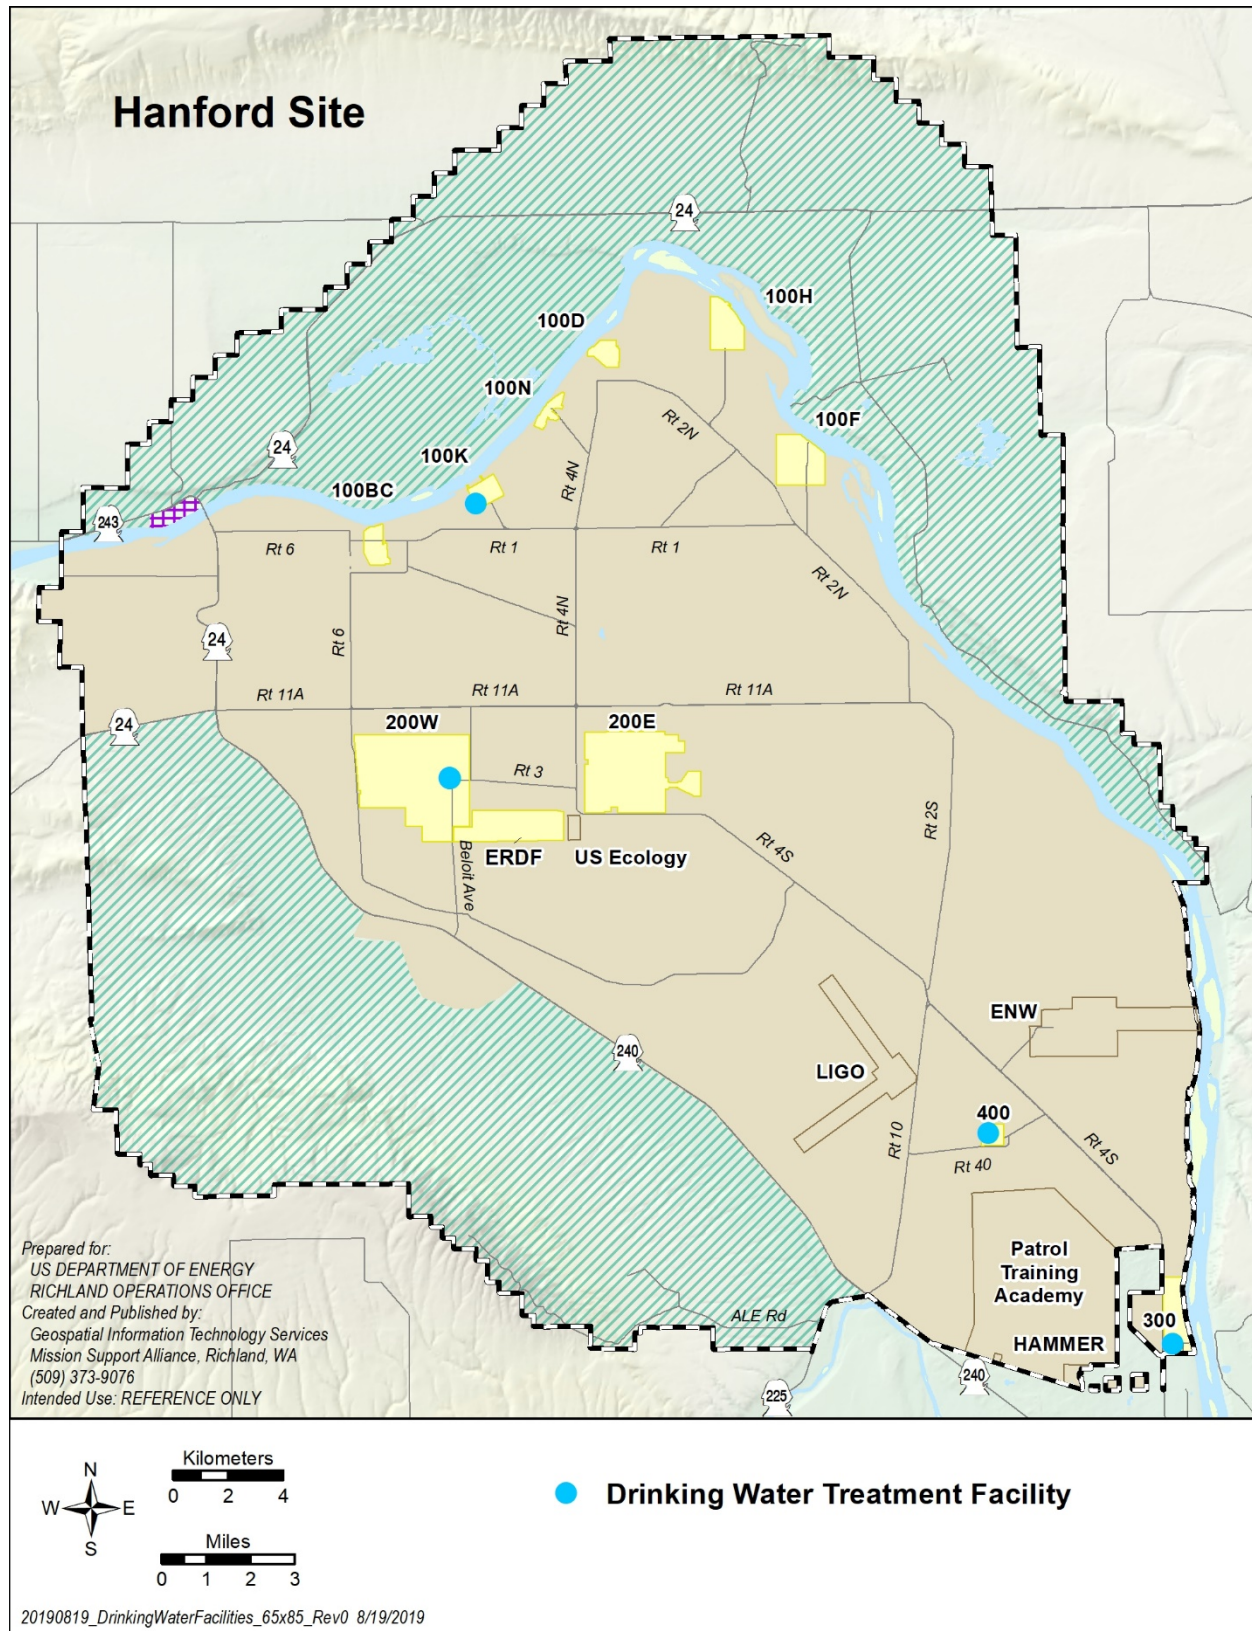 Hanford Site
24
100H
100D
100N
100F
Rt 2N
24
100K
Rt 4N
100BC
243
Rt 6
Rt 1
Rt 1
Rt 2N
Rt 4N
24
Rt 6
Rt 11A
Rt 11A
Rt 11A
24
200W
200E
Rt 3
Rt 2S
Rt 4S
ERDF
US Ecology
Beloit Ave
ENW
240
LIGO
400
Rt 10
Rt 4S
Rt 40
Prepared for:
US DEPARTMENT OF ENERGY
RICHLAND OPERATIONS OFFICE
Created and Published by:
Geospatial Information Technology Services
Mission Support Alliance, Richland, WA
(509) 373-9076
Intended Use: REFERENCE ONLY
Patrol
Training
Academy
ALE Rd
300
HAMMER
240
225
N
W
E
S
Kilometers
0 2 4
Miles
0 1 2 3
Drinking Water Treatment Facility
20190819_DrinkingWaterFacilities_65x85_Rev0 8/19/2019